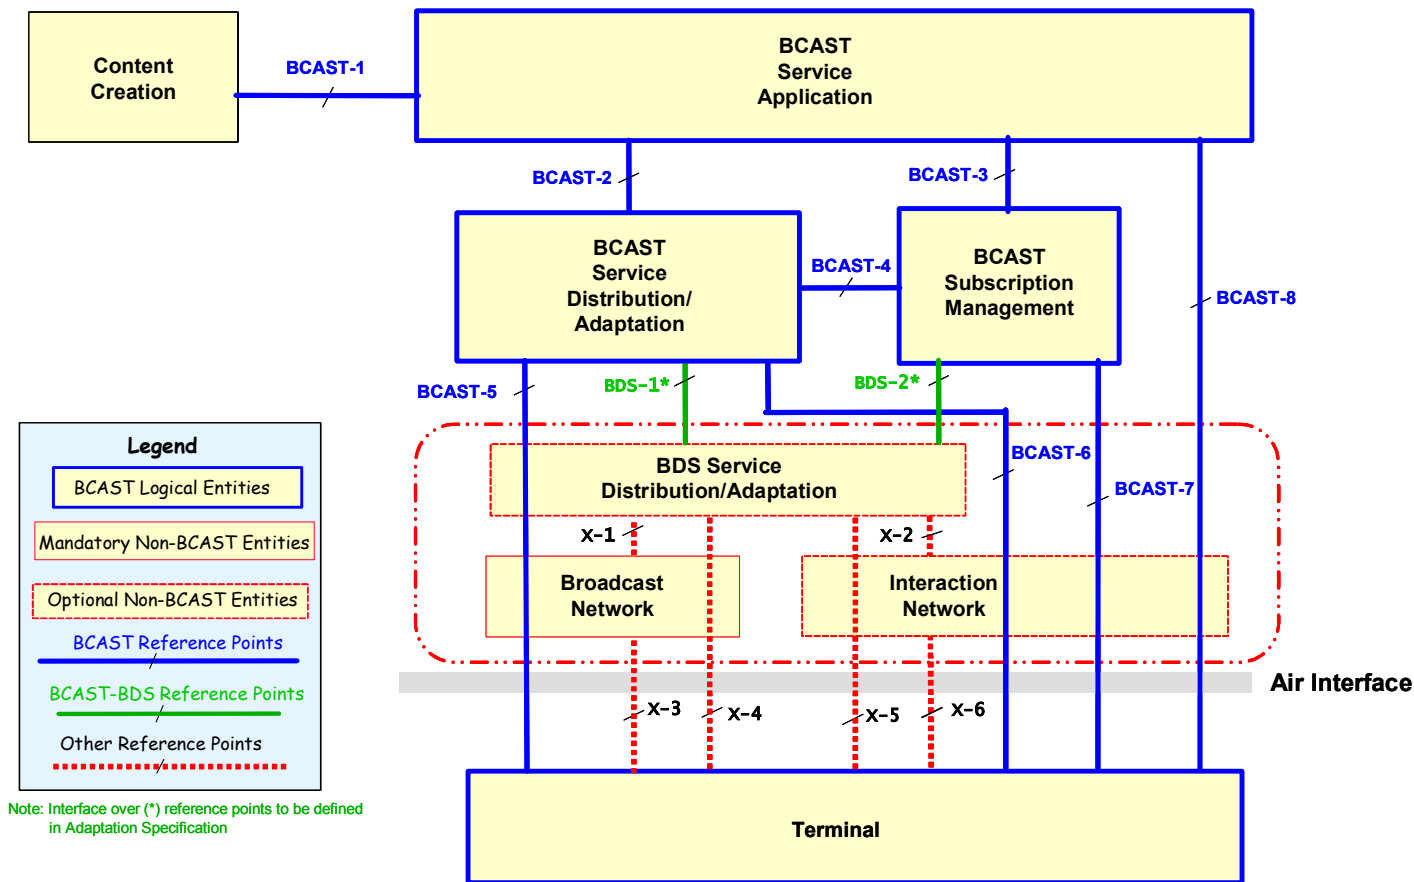 Content
Creation
BCAST-1
BCAST
Service
Application
BCAST-2
BCAST-3
BCAST
Service
Distribution/
Adaptation
BCAST-4
BCAST
Subscription
Management
BCAST-8
BCAST-5
BDS-1*
BDS-2*
Legend
BCAST Logical Entities
Mandatory Non-BCAST Entities
Optional Non-BCAST Entities
BCAST Reference Points
BCAST-BDS Reference Points
Other Reference Points
BDS Service
Distribution/Adaptation
BCAST-6
BCAST-7
X-1
X-2
Broadcast
Network
Interaction
Network
Air Interface
X-3
X-4
X-5
X-6
Note: Interface over (*) reference points to be defined
in Adaptation Specification
Terminal